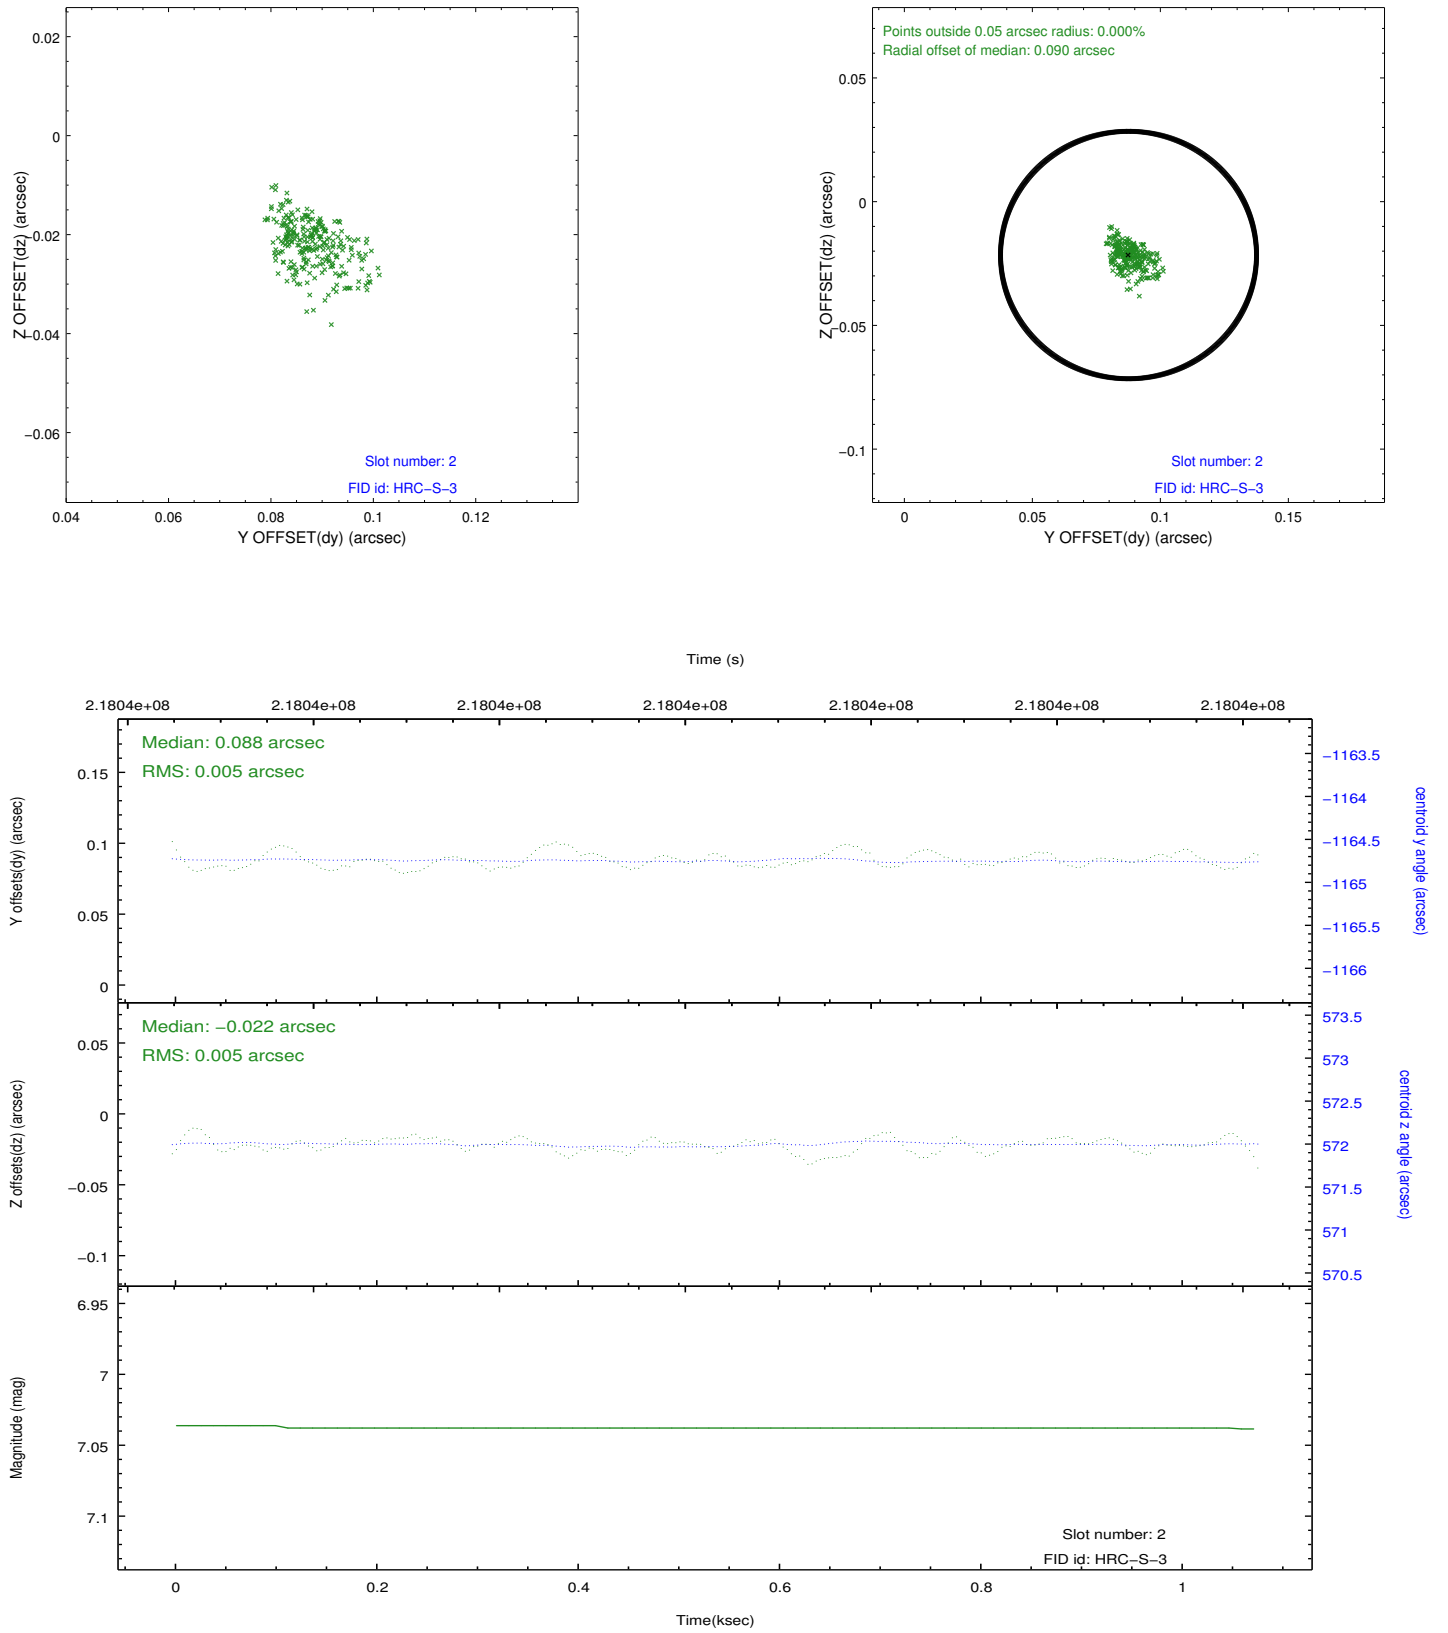 0.02
0
−0.02
−0.04
−0.06
Z OFFSET(dz) (arcsec)
Slot number: 2
FID id: HRC−S−3
0.04 0.06 0.08 0.1 0.12
Y OFFSET(dy) (arcsec)
Points outside 0.05 arcsec radius: 0.000%
Radial offset of median: 0.090 arcsec
0.05
0
−0.05
−0.1
Z OFFSET(dz) (arcsec)
Slot number: 2
FID id: HRC−S−3
0 0.05 0.1 0.15
Y OFFSET(dy) (arcsec)
Time (s)
2.1804e+08 2.1804e+08 2.1804e+08 2.1804e+08 2.1804e+08 2.1804e+08 2.1804e+08
Median: 0.088 arcsec
RMS: 0.005 arcsec
0.15
0.1
0.05
0
Y offsets(dy) (arcsec)
−1163.5
−1164
−1164.5
−1165
−1165.5
−1166
centroid y angle (arcsec)
Median: −0.022 arcsec
RMS: 0.005 arcsec
0.05
0
−0.05
−0.1
Z offsets(dz) (arcsec)
573.5
573
572.5
572
571.5
571
570.5
centroid z angle (arcsec)
6.95
7
7.05
7.1
Magnitude (mag)
Slot number: 2
FID id: HRC−S−3
0 0.2 0.4 0.6 0.8 1
Time(ksec)